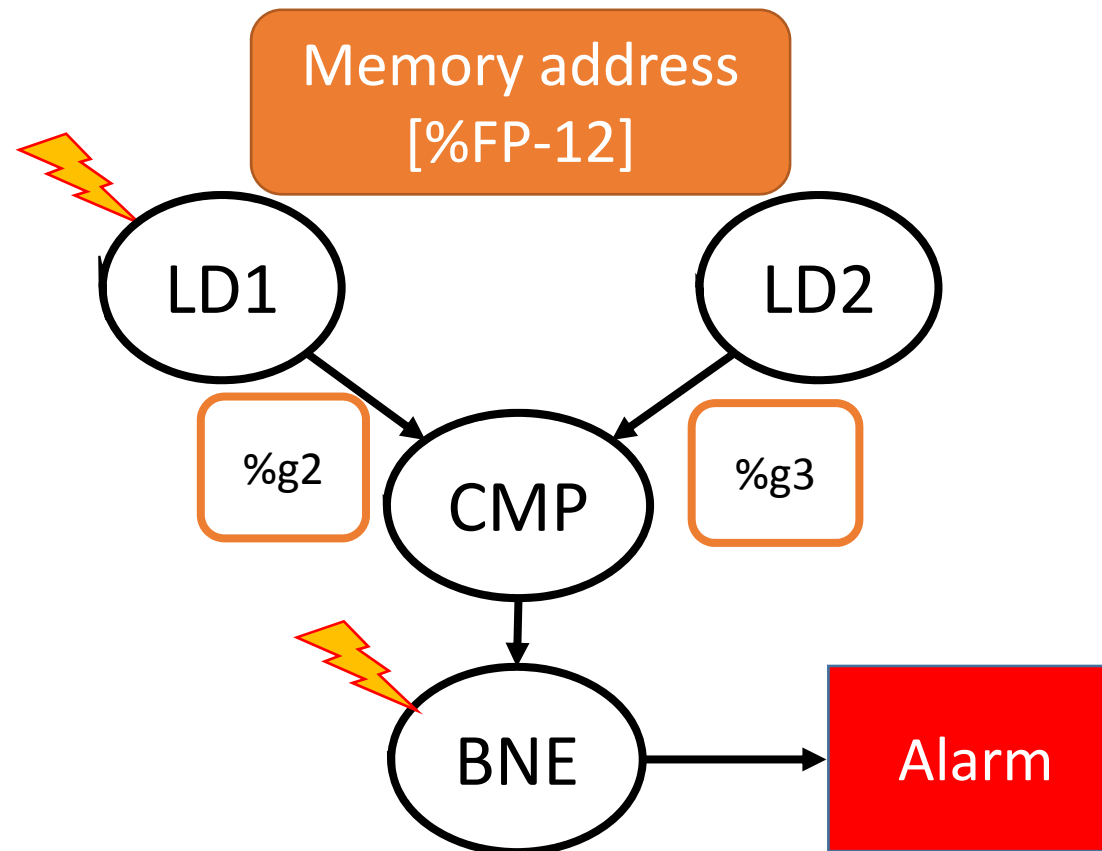 Memory address
[%FP-12]
LD1
LD2
%g2
%g3
CMP
BNE
Alarm